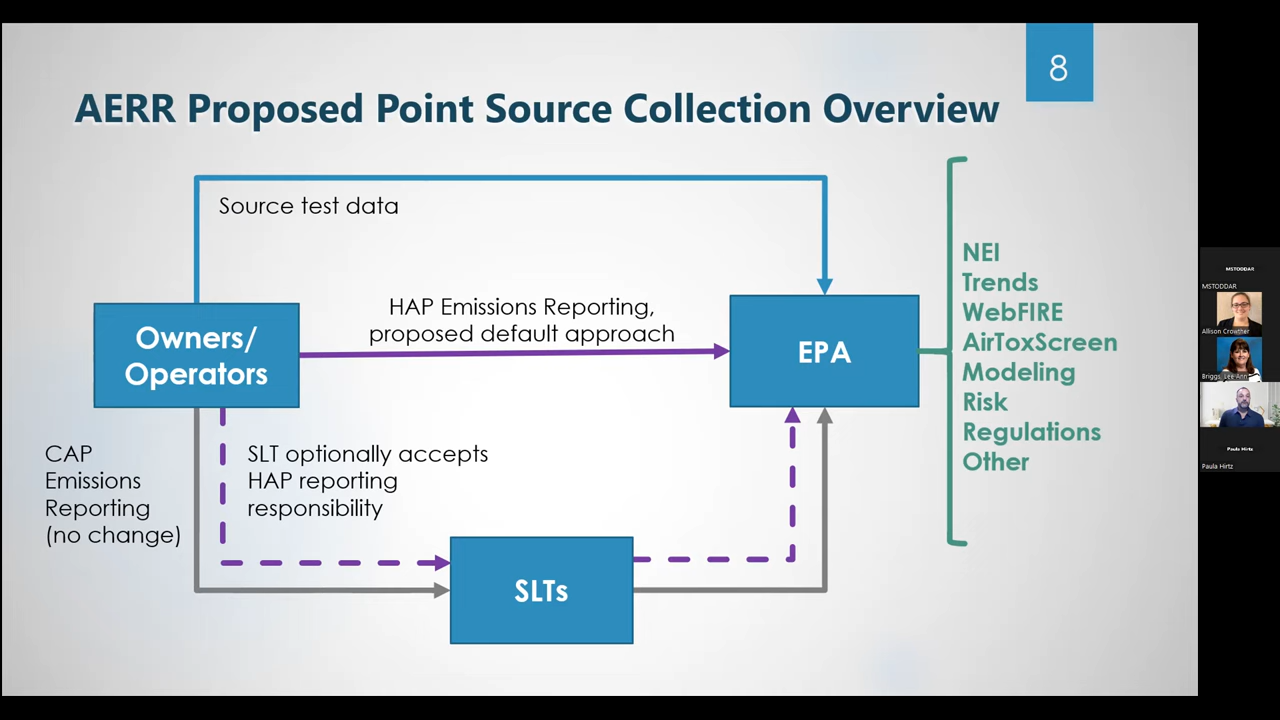 8
AERR Proposed Point Source Collection Overview
Source test data
HAP Emissions Reporting,
proposed default approach
Owners/
Operators
EPA
NEI
Trends
WebFIRE
AirToxScreen
Modeling
Risk
Regulations
Other
CAP
Emissions
Reporting
(no change)
SLT optionally accepts
HAP reporting
responsibility
SLTs
MSTODDAR
MSTODDAR
Allison Crowther
Briggs, Lee Ann
Paula Hirtz
Paula Hirtz